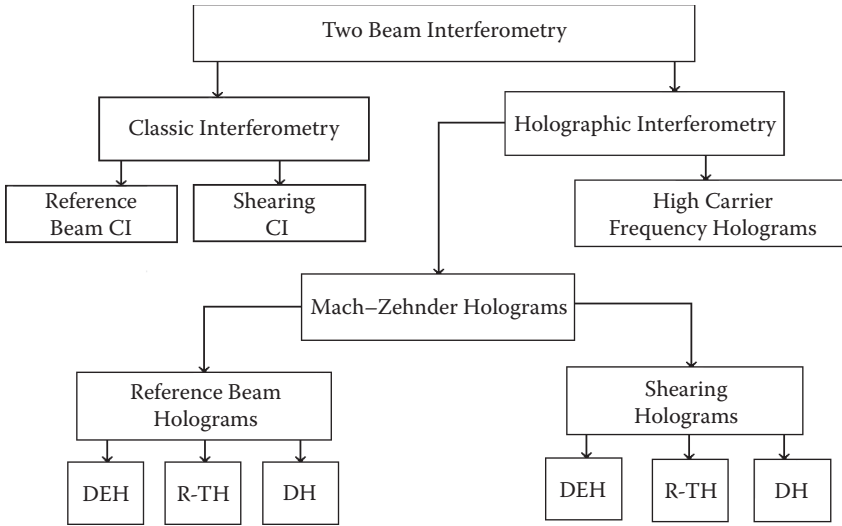 Two Beam Interferometry
Classic Interferometry
Holographic Interferometry
Reference
Beam CI
Shearing
CI
High Carrier
Frequency Holograms
Mach–Zehnder Holograms
Reference Beam
Holograms
Shearing
Holograms
DEH
R-TH
DH
DEH
R-TH
DH